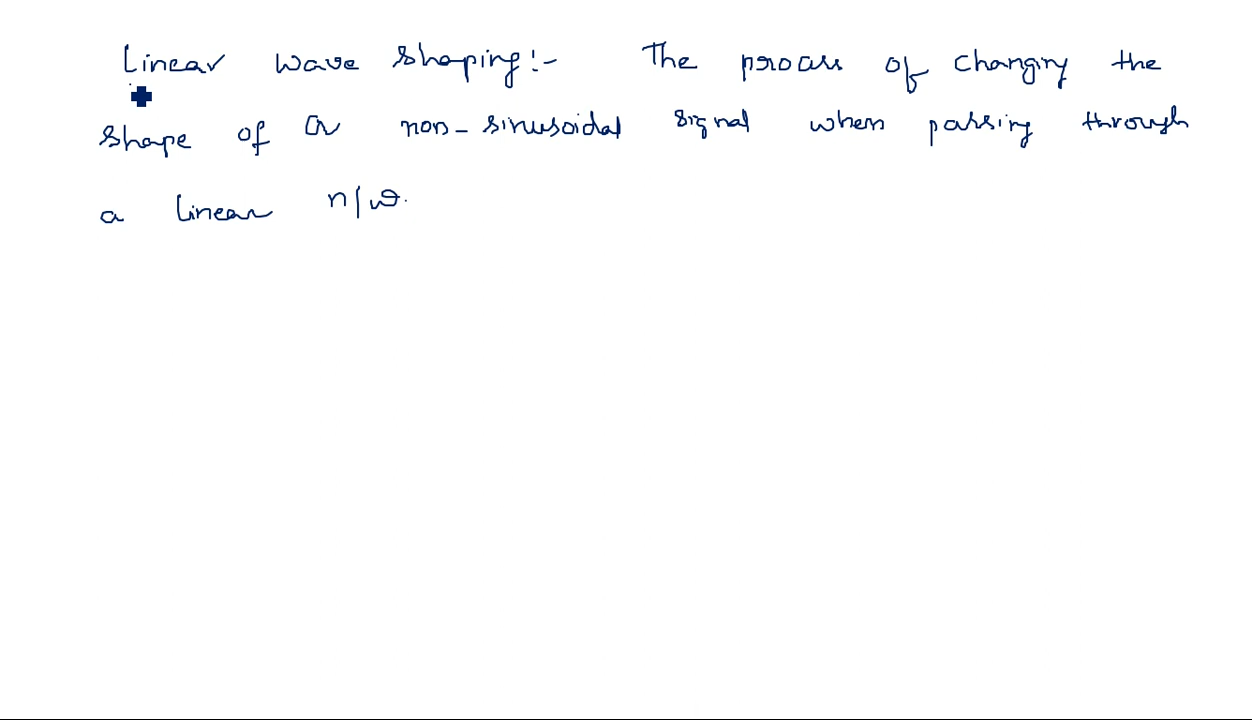 Linear wave shaping:- The process of changing the
shape of a non-sinusoidal signal when passing through
a linear n/w.